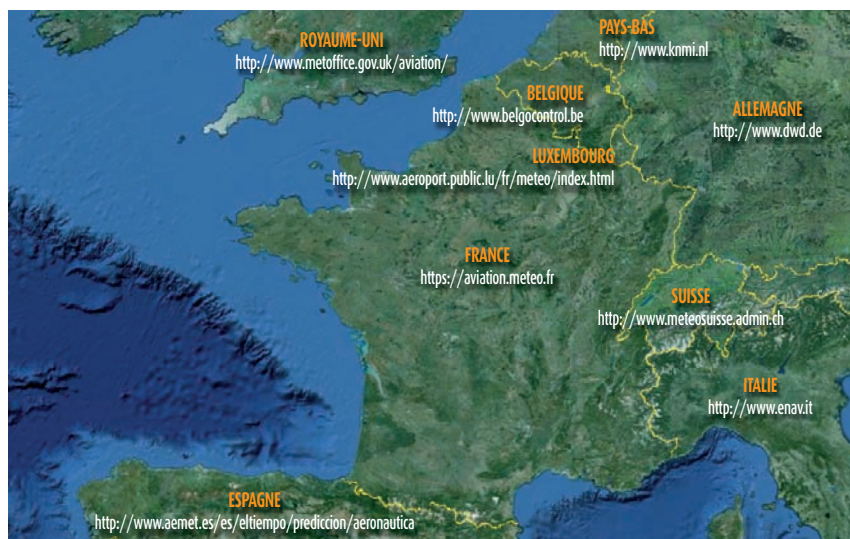 ROYAUME-UNI
http://www.metoffice.gov.uk/aviation/
PAYS-BAS
http://www.knmi.nl
BELGIQUE
http://www.belgocontrol.be
ALLEMAGNE
http://www.dwd.de
LUXEMBOURG
http://www.aeroport.public.lu/fr/meteo/index.html
FRANCE
https://aviation.meteo.fr
SUISSE
http://www.meteosuisse.admin.ch
ITALIE
http://www.enav.it
ESPAGNE
http://www.aemet.es/es/eltiempo/prediccion/aeronautica